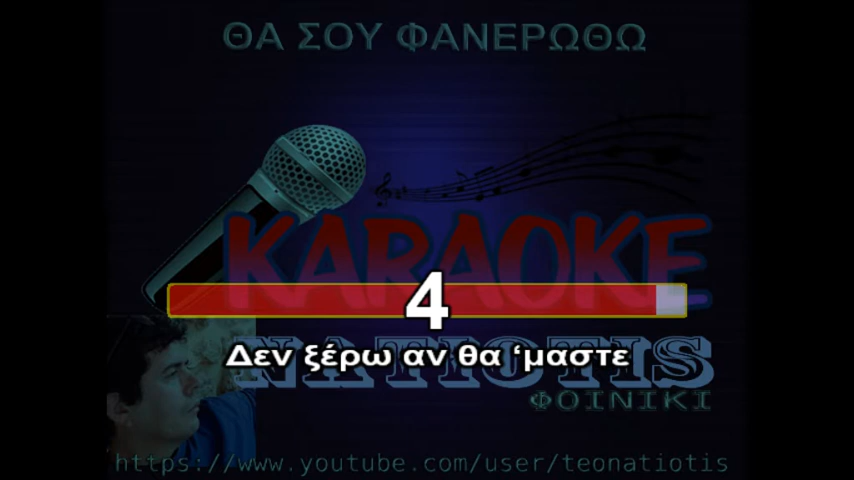 ΘΑ ΣΟΥ ΦΑΝΕΡΩΘΩ
KARAOKE
4
Δεν ξέρω αν θα ‘μαστε
NATIOTIS
ΦΟΙΝΙΚΙ
https://www.youtube.com/user/teonatiotis